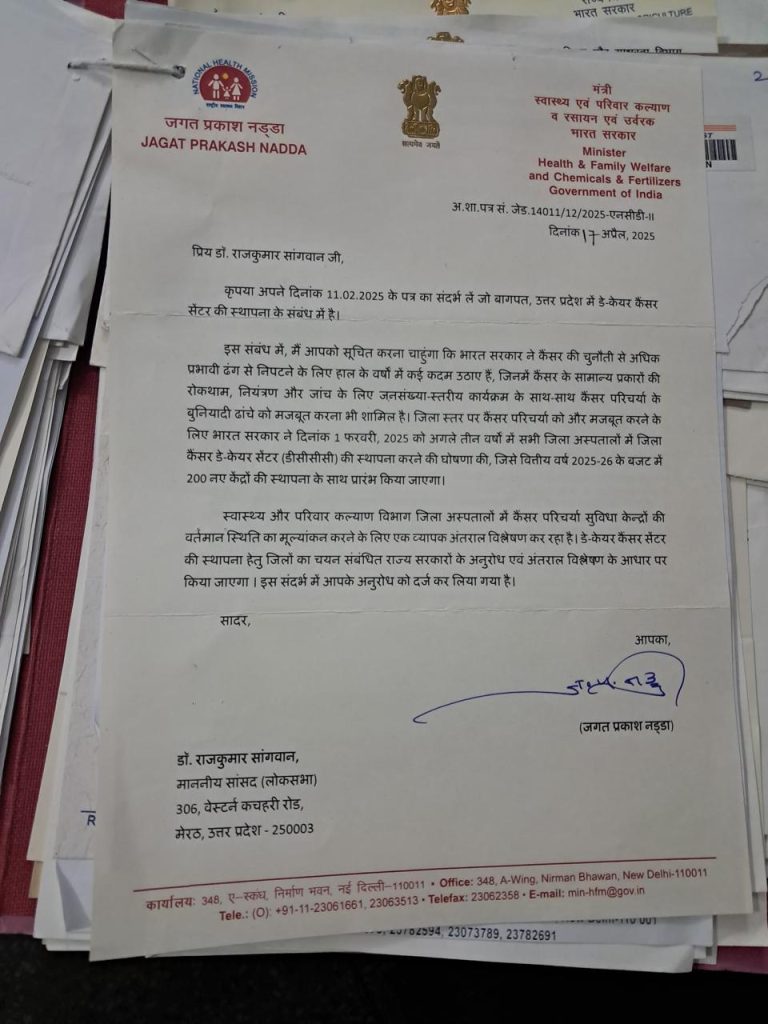 भारत सरकार
NATIONAL HEALTH MISSION
राष्ट्रीय स्वास्थ्य मिशन
जगत प्रकाश नड्डा
JAGAT PRAKASH NADDA
सत्यमेव जयते
मंत्री
स्वास्थ्य एवं परिवार कल्याण
व रसायन एवं उर्वरक
भारत सरकार
Minister
Health & Family Welfare
and Chemicals & Fertilizers
Government of India
अ.शा.पत्र सं. जेड.14011/12/2025-एनसीडी-II
दिनांक 17 अप्रैल, 2025
प्रिय डॉ. राजकुमार सांगवान जी,
कृपया अपने दिनांक 11.02.2025 के पत्र का संदर्भ लें जो बागपत, उत्तर प्रदेश में डे-केयर कैंसर
सेंटर की स्थापना के संबंध में है।
इस संबंध में, मैं आपको सूचित करना चाहूंगा कि भारत सरकार ने कैंसर की चुनौती से अधिक
प्रभावी ढंग से निपटने के लिए हाल के वर्षों में कई कदम उठाए हैं, जिनमें कैंसर के सामान्य प्रकारों की
रोकथाम, नियंत्रण और जांच के लिए जनसंख्या-स्तरीय कार्यक्रम के साथ-साथ कैंसर परिचर्या के
बुनियादी ढांचे को मजबूत करना भी शामिल है। जिला स्तर पर कैंसर परिचर्या को और मजबूत करने के
लिए भारत सरकार ने दिनांक 1 फरवरी, 2025 को अगले तीन वर्षों में सभी जिला अस्पतालों में जिला
कैंसर डे-केयर सेंटर (डीसीसीसी) की स्थापना करने की घोषणा की, जिसे वित्तीय वर्ष 2025-26 के बजट में
200 नए केंद्रों की स्थापना के साथ प्रारंभ किया जाएगा।
स्वास्थ्य और परिवार कल्याण विभाग जिला अस्पतालों में कैंसर परिचर्या सुविधा केन्द्रों की
वर्तमान स्थिति का मूल्यांकन करने के लिए एक व्यापक अंतराल विश्लेषण कर रहा है। डे-केयर कैंसर सेंटर
की स्थापना हेतु जिलों का चयन संबंधित राज्य सरकारों के अनुरोध एवं अंतराल विश्लेषण के आधार पर
किया जाएगा । इस संदर्भ में आपके अनुरोध को दर्ज कर लिया गया है।
सादर,
आपका,
(जगत प्रकाश नड्डा)
डॉ. राजकुमार सांगवान,
माननीय सांसद (लोकसभा)
306, वेस्टर्न कचहरी रोड,
मेरठ, उत्तर प्रदेश - 250003
कार्यालय: 348, ए-स्कंध, निर्माण भवन, नई दिल्ली-110011 • Office: 348, A-Wing, Nirman Bhawan, New Delhi-110011
Tele.: (O): +91-11-23061661, 23063513 • Telefax: 23062358 • E-mail: min-hfm@gov.in
23782594, 23073789, 23782691